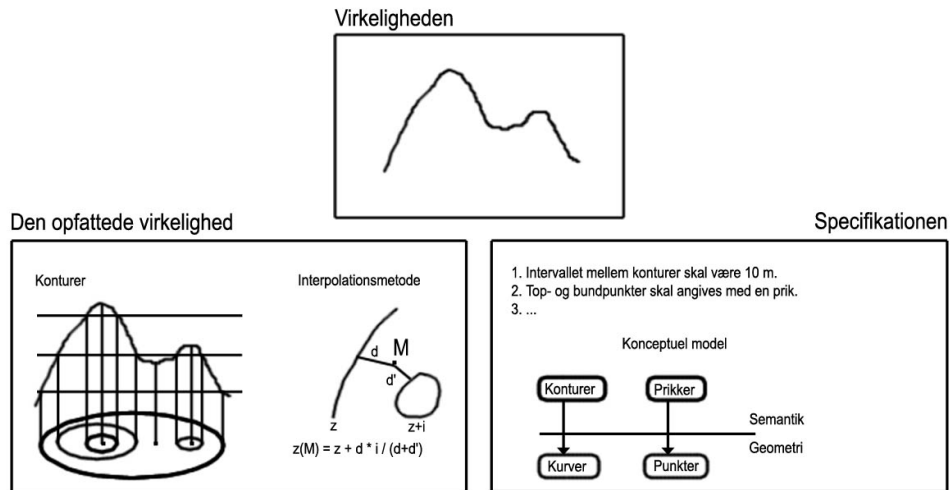 Virkeligheden
Den opfattede virkelighed
Konturer
Interpolationsmetode
d
M
d'
z
z+i
z(M) = z + d * i / (d+d')
Specifikationen
1. Intervallet mellem konturer skal være 10 m.
2. Top- og bundpunkter skal angives med en prik.
3. ...
Konceptuel model
Konturer
Prikker
Semantik
Geometri
Kurver
Punkter